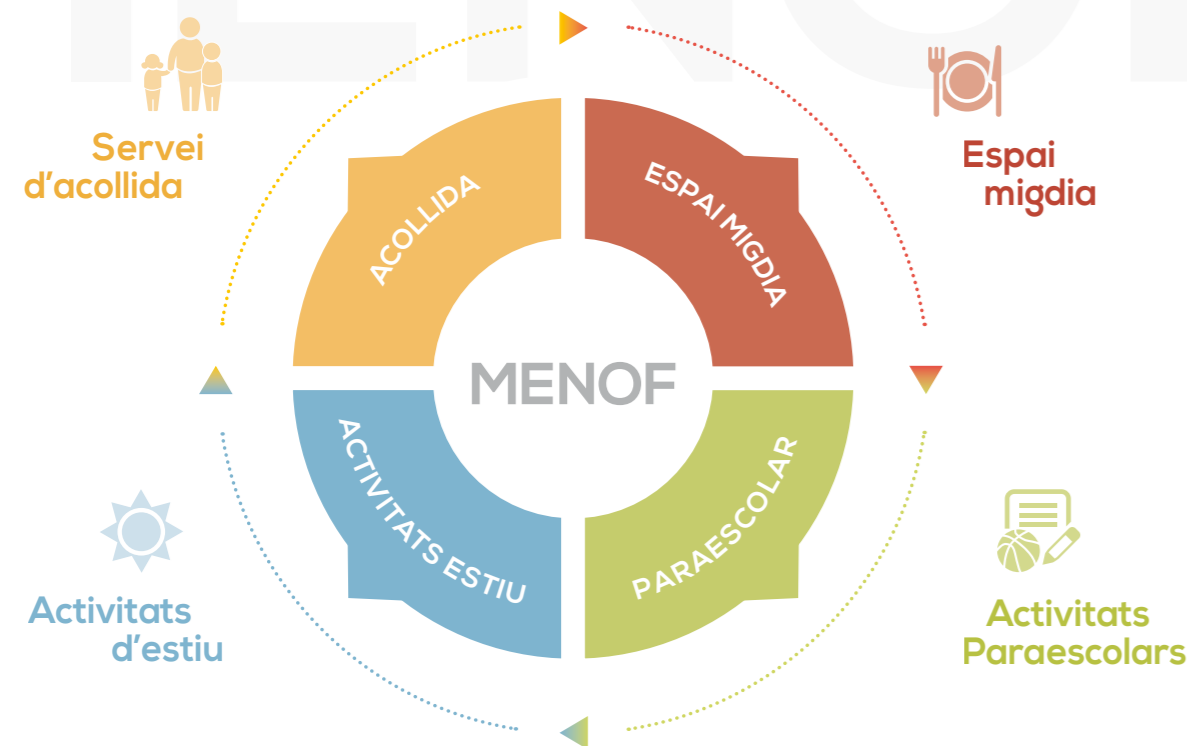 Servei
d'acollida
Espai
migdia
ACOLLIDA
ESPAI MIGDIA
MENOF
ACTIVITATS ESTIU
PARAESCOLAR
Activitats
d'estiu
Activitats
Paraescolars